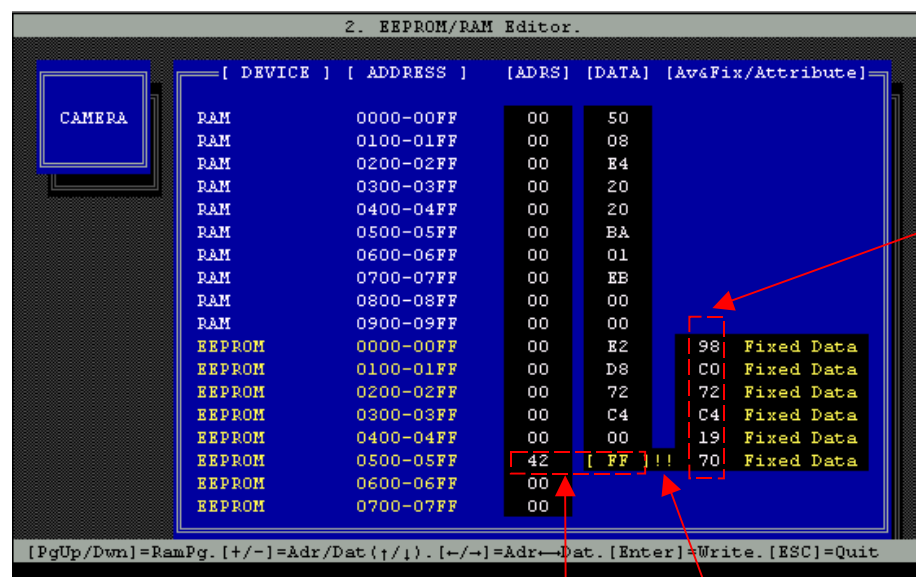 2. EEPROM/RAM Editor.
[ DEVICE ] [ ADDRESS ] [ADRS] [DATA] [Av&Fix/Attribute]
CAMERA
RAM 0000-00FF 00 50
RAM 0100-01FF 00 08
RAM 0200-02FF 00 E4
RAM 0300-03FF 00 20
RAM 0400-04FF 00 20
RAM 0500-05FF 00 BA
RAM 0600-06FF 00 01
RAM 0700-07FF 00 EB
RAM 0800-08FF 00 00
RAM 0900-09FF 00 00
EEPROM 0000-00FF 00 E2 98 Fixed Data
EEPROM 0100-01FF 00 D8 C0 Fixed Data
EEPROM 0200-02FF 00 72 72 Fixed Data
EEPROM 0300-03FF 00 C4 C4 Fixed Data
EEPROM 0400-04FF 00 00 19 Fixed Data
EEPROM 0500-05FF 42 [ FF ]!! 70 Fixed Data
EEPROM 0600-06FF 00
EEPROM 0700-07FF 00
[PgUp/Dwn]=RamPg.[+/-]=Adr/Dat(↑/↓).[←/→]=Adr↔Dat.[Enter]=Write.[ESC]=Quit